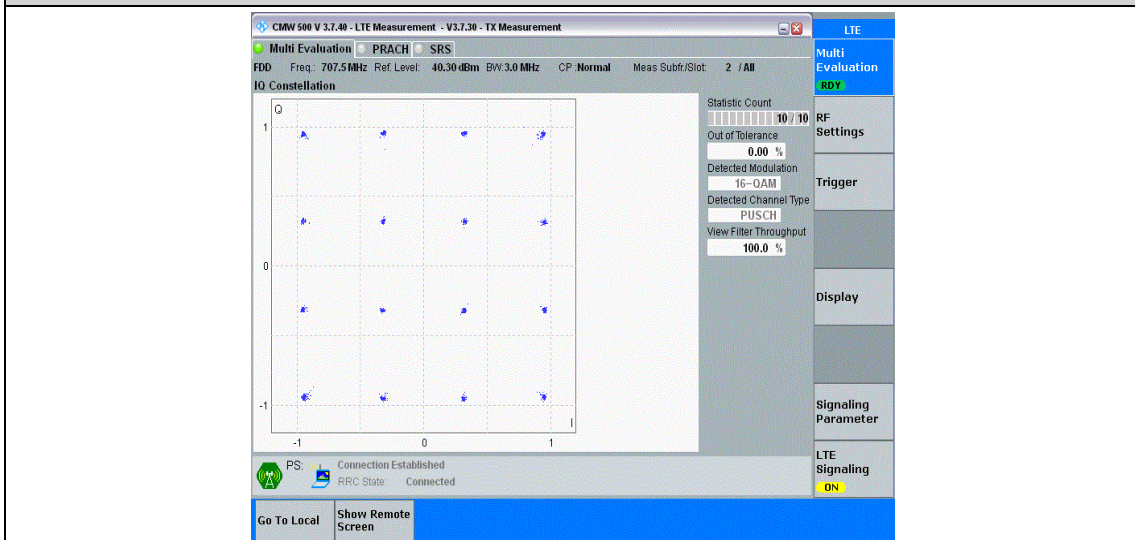 CMW 500 V 3.7.40 - LTE Measurement - V3.7.30 - TX Measurement
LTE
Multi Evaluation PRACH SRS
Multi
Evaluation
RDY
FDD Freq.: 707.5 MHz Ref. Level: 40.30 dBm BW: 3.0 MHz CP :Normal Meas Subfr./Slot: 2 / All
IQ Constellation
Q
1
0
-1
-1
0
1
I
Statistic Count
10 / 10
Out of Tolerance
0.00 %
Detected Modulation
16-QAM
Detected Channel Type
PUSCH
View Filter Throughput
100.0 %
RF
Settings
Trigger
Display
Signaling
Parameter
LTE
Signaling
ON
PS: Connection Established
RRC State: Connected
Go To Local
Show Remote
Screen